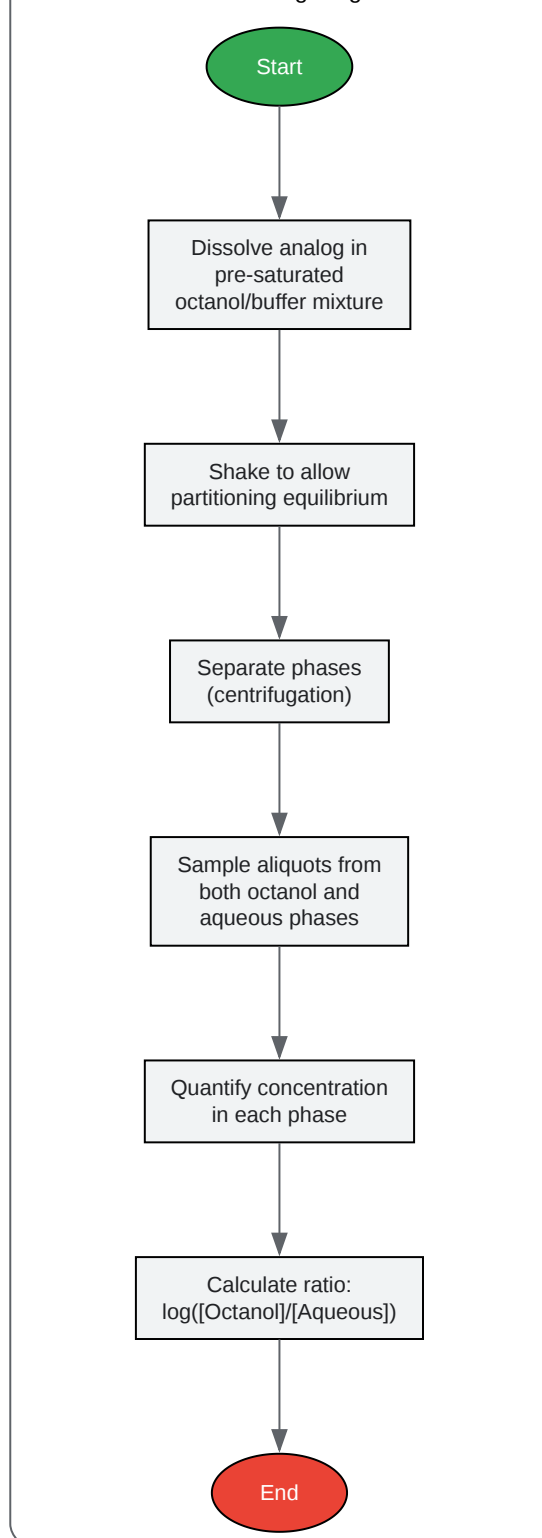 Start
Dissolve analog in
pre-saturated
octanol/buffer mixture
Shake to allow
partitioning equilibrium
Separate phases
(centrifugation)
Sample aliquots from
both octanol and
aqueous phases
Quantify concentration
in each phase
Calculate ratio:
log([Octanol]/[Aqueous])
End